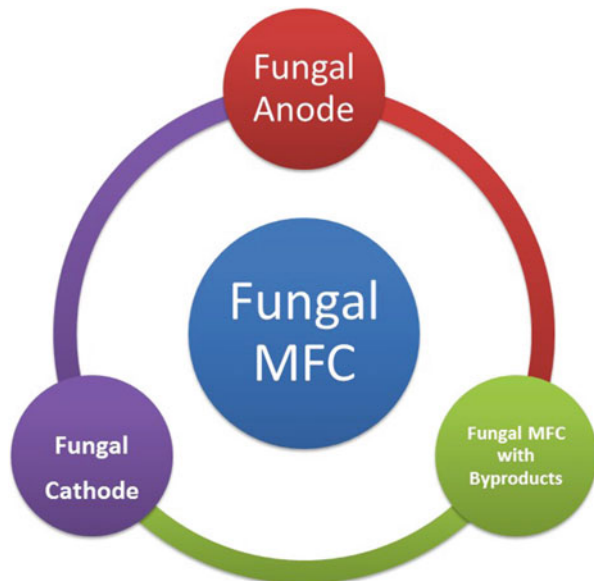 Fungal
Anode
Fungal
MFC
Fungal
Cathode
Fungal MFC
with
Byproducts